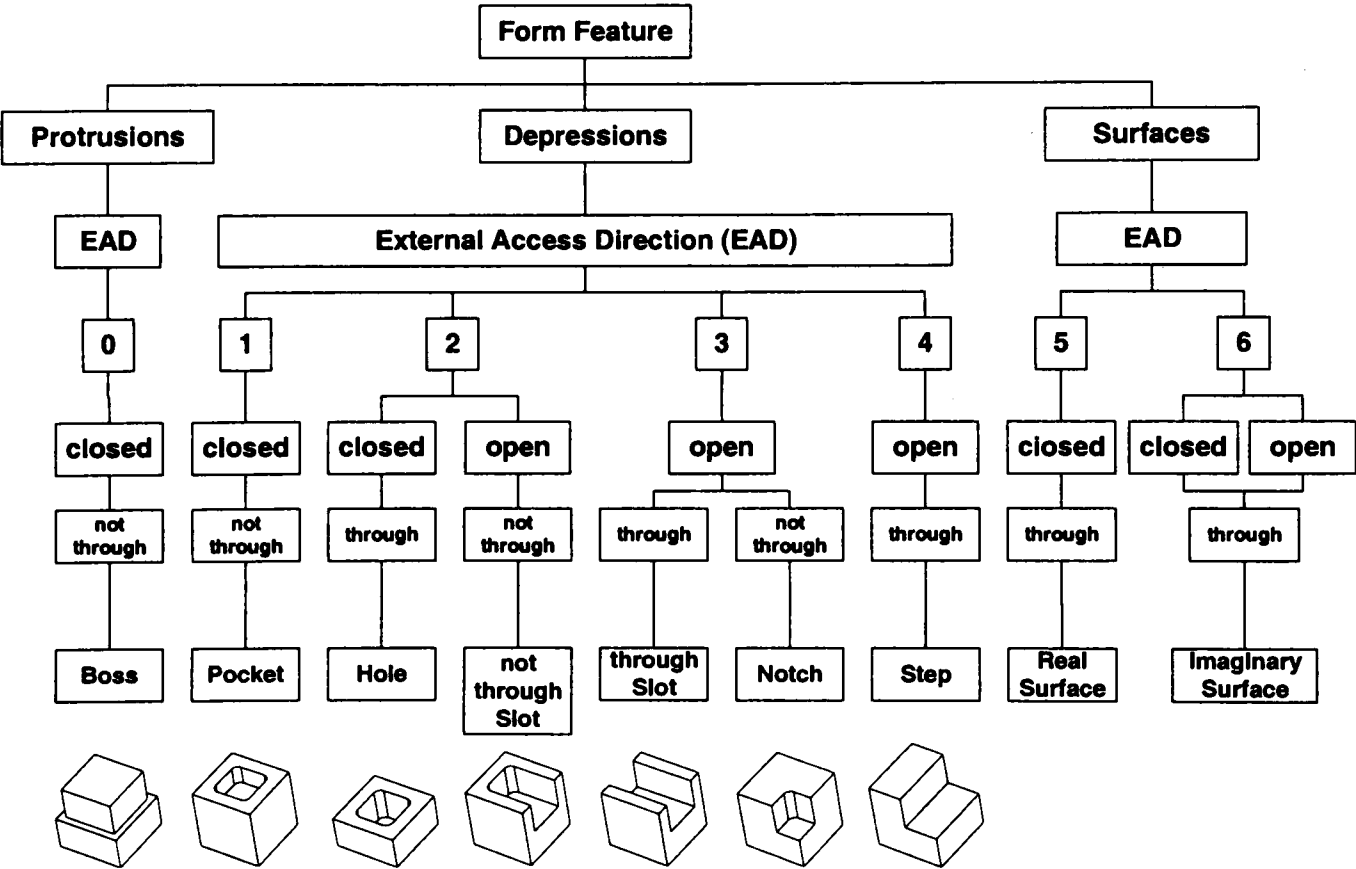 Form Feature
Protrusions
Depressions
Surfaces
EAD
External Access Direction (EAD)
EAD
0
1
2
3
4
5
6
closed
closed
closed
open
open
open
closed
closed
open
not
through
not
through
through
not
through
through
not
through
through
through
through
Boss
Pocket
Hole
not
through
Slot
through
Slot
Notch
Step
Real
Surface
Imaginary
Surface